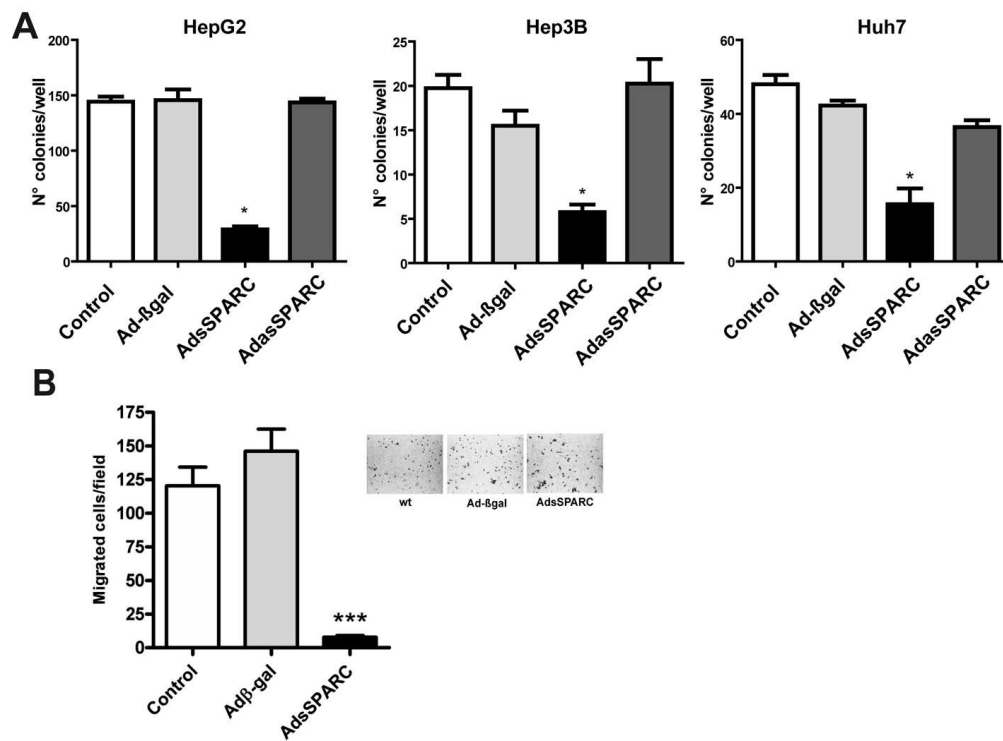 A
HepG2
N° colonies/well
200
150
100
50
0
*
Control
Ad-ßgal
AdsSPARC
AdasSPARC
Hep3B
N° colonies/well
25
20
15
10
5
0
*
Control
Ad-ßgal
AdsSPARC
AdasSPARC
Huh7
N° colonies/well
60
40
20
0
*
Control
Ad-ßgal
AdsSPARC
AdasSPARC
B
Migrated cells/field
175
150
125
100
75
50
25
0
***
Control
Adβ-gal
AdsSPARC
wt
Ad-ßgal
AdsSPARC